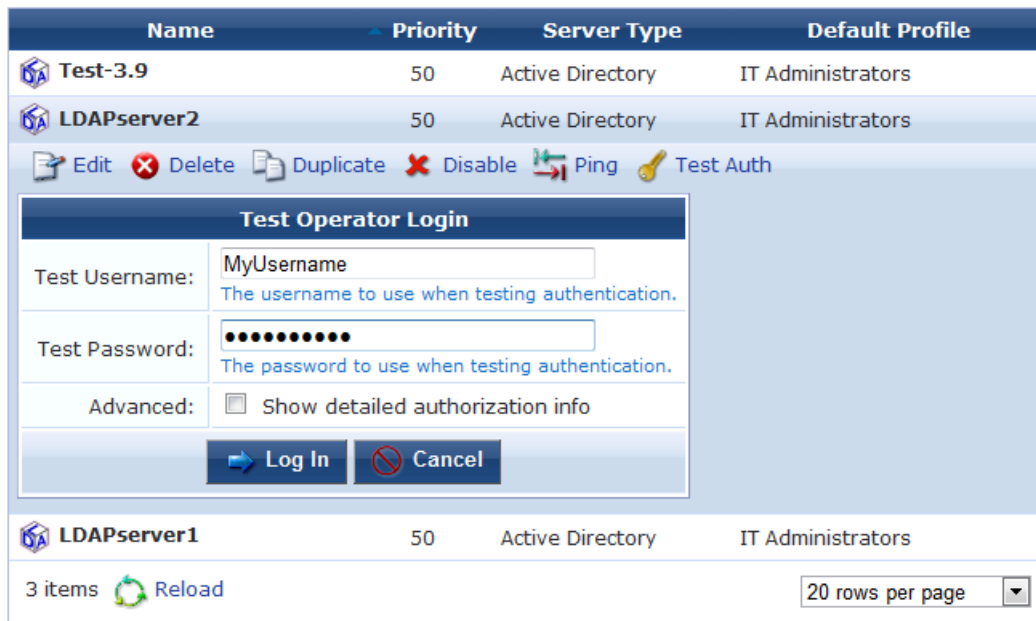 Name Priority Server Type Default Profile
Test-3.9 50 Active Directory IT Administrators
LDAPserver2 50 Active Directory IT Administrators
Edit Delete Duplicate Disable Ping Test Auth
Test Operator Login
Test Username: MyUsername
The username to use when testing authentication.
Test Password: ●●●●●●●●●●
The password to use when testing authentication.
Advanced: Show detailed authorization info
Log In Cancel
LDAPserver1 50 Active Directory IT Administrators
3 items Reload 20 rows per page